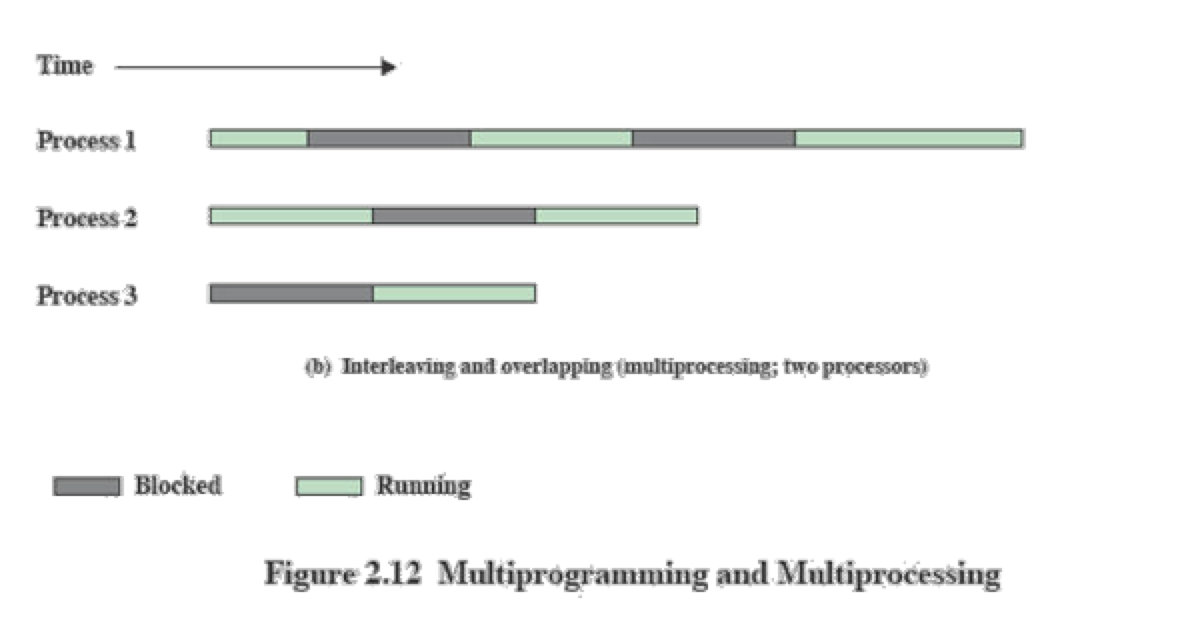 Time
Process 1
Process 2
Process 3
(b) Interleaving and overlapping (multiprocessing; two processors)
Blocked Running
Figure 2.12 Multiprogramming and Multiprocessing